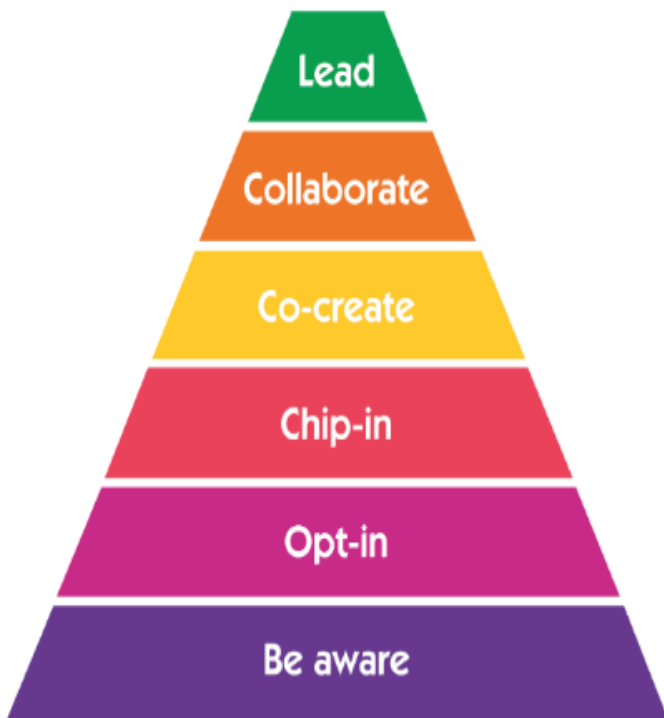 Lead
Collaborate
Co-create
Chip-in
Opt-in
Be aware